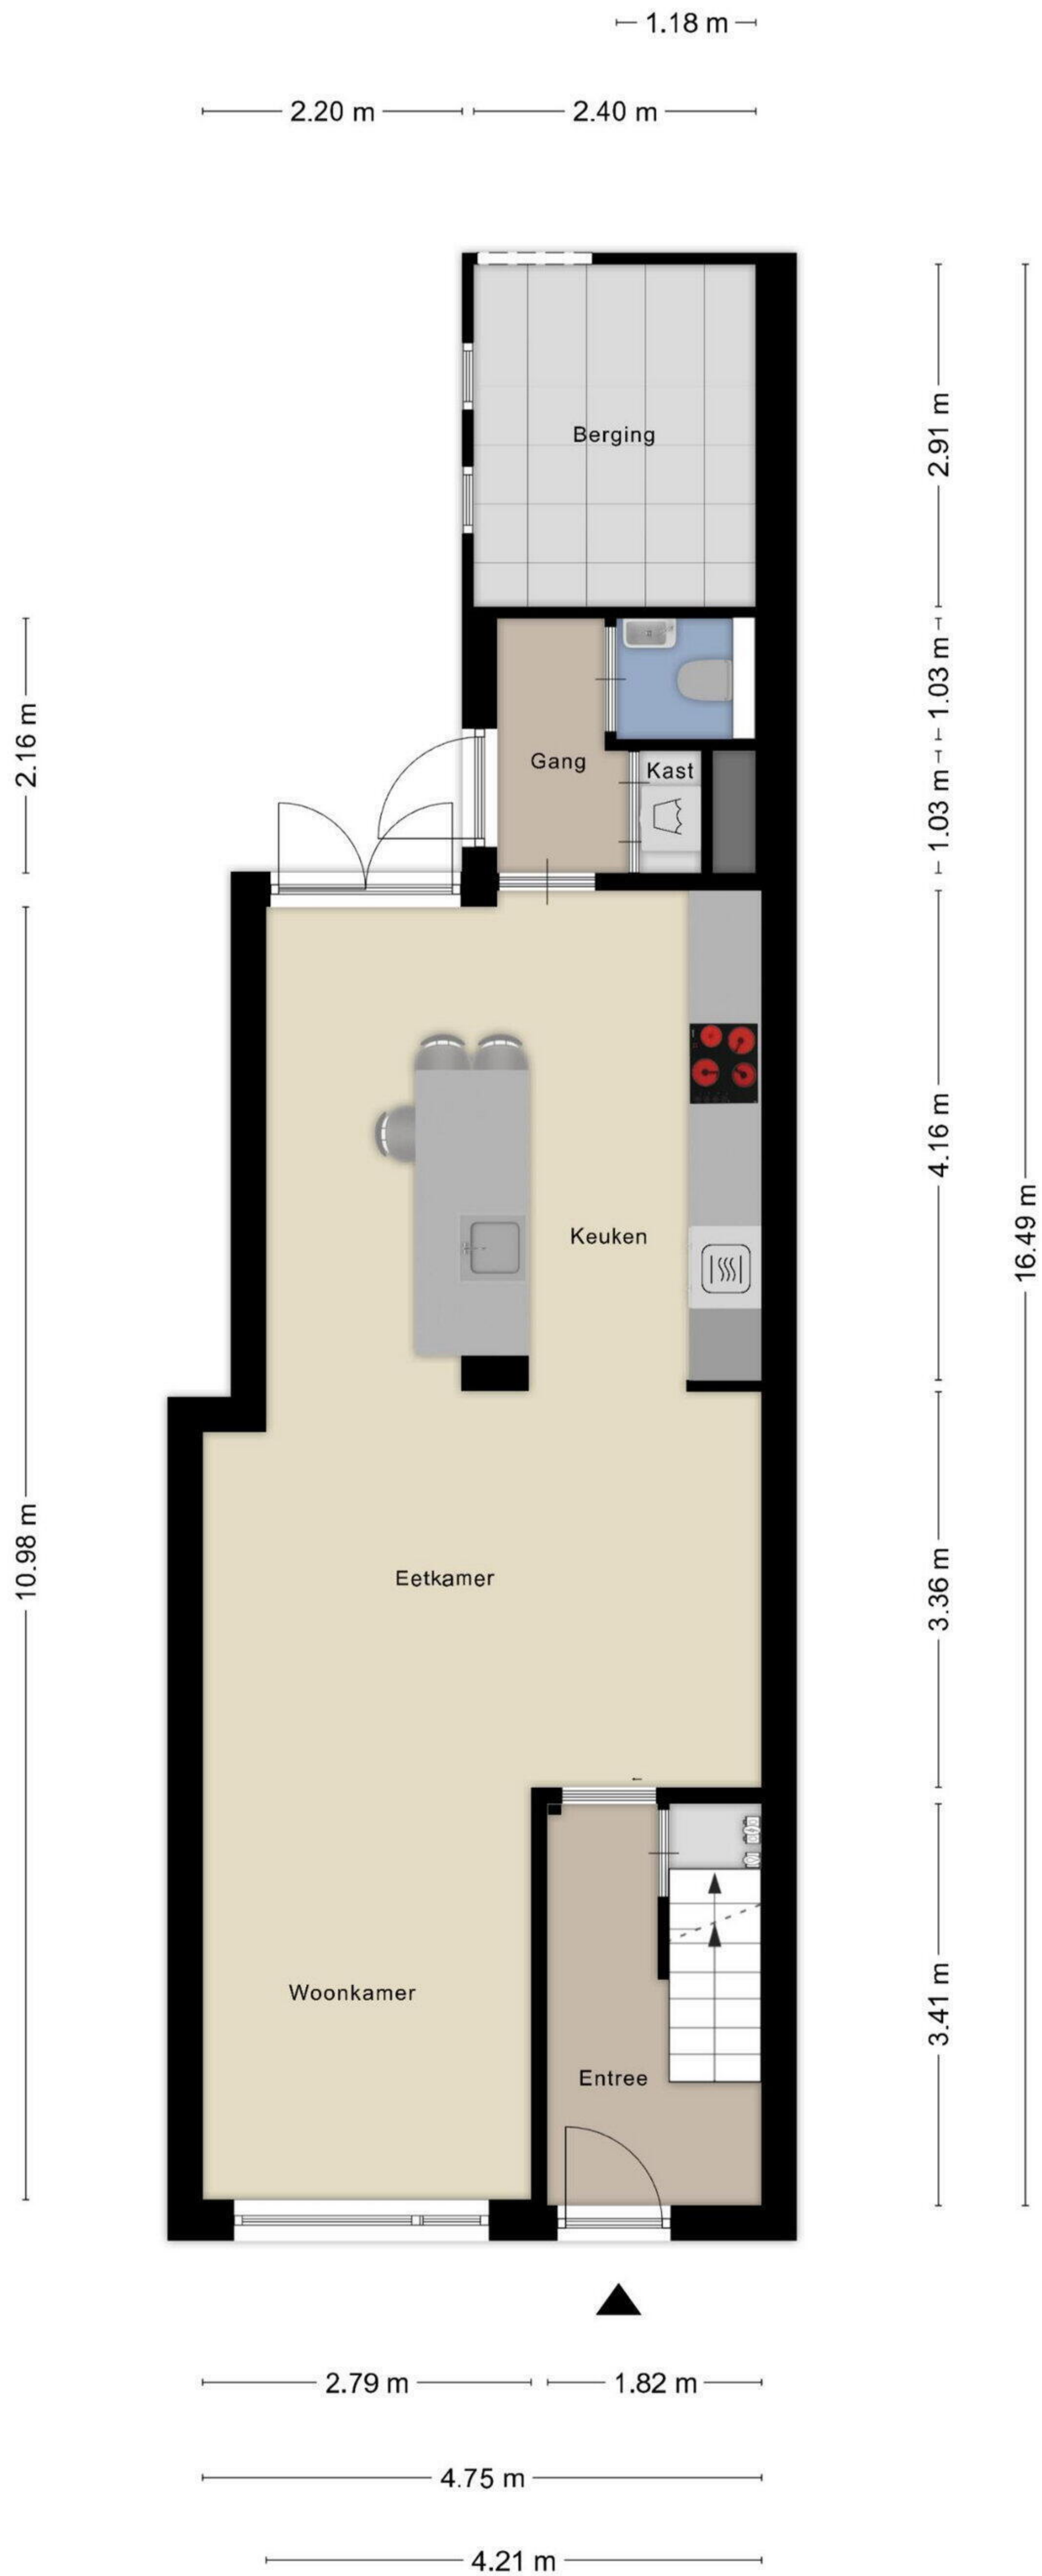 1.18 m
2.20 m
2.40 m
Berging
2.91 m
2.16 m
1.03 m
Gang
Kast
1.03 m
4.16 m
Keuken
16.49 m
10.98 m
Eetkamer
3.36 m
Woonkamer
3.41 m
Entree
2.79 m
1.82 m
4.75 m
4.21 m